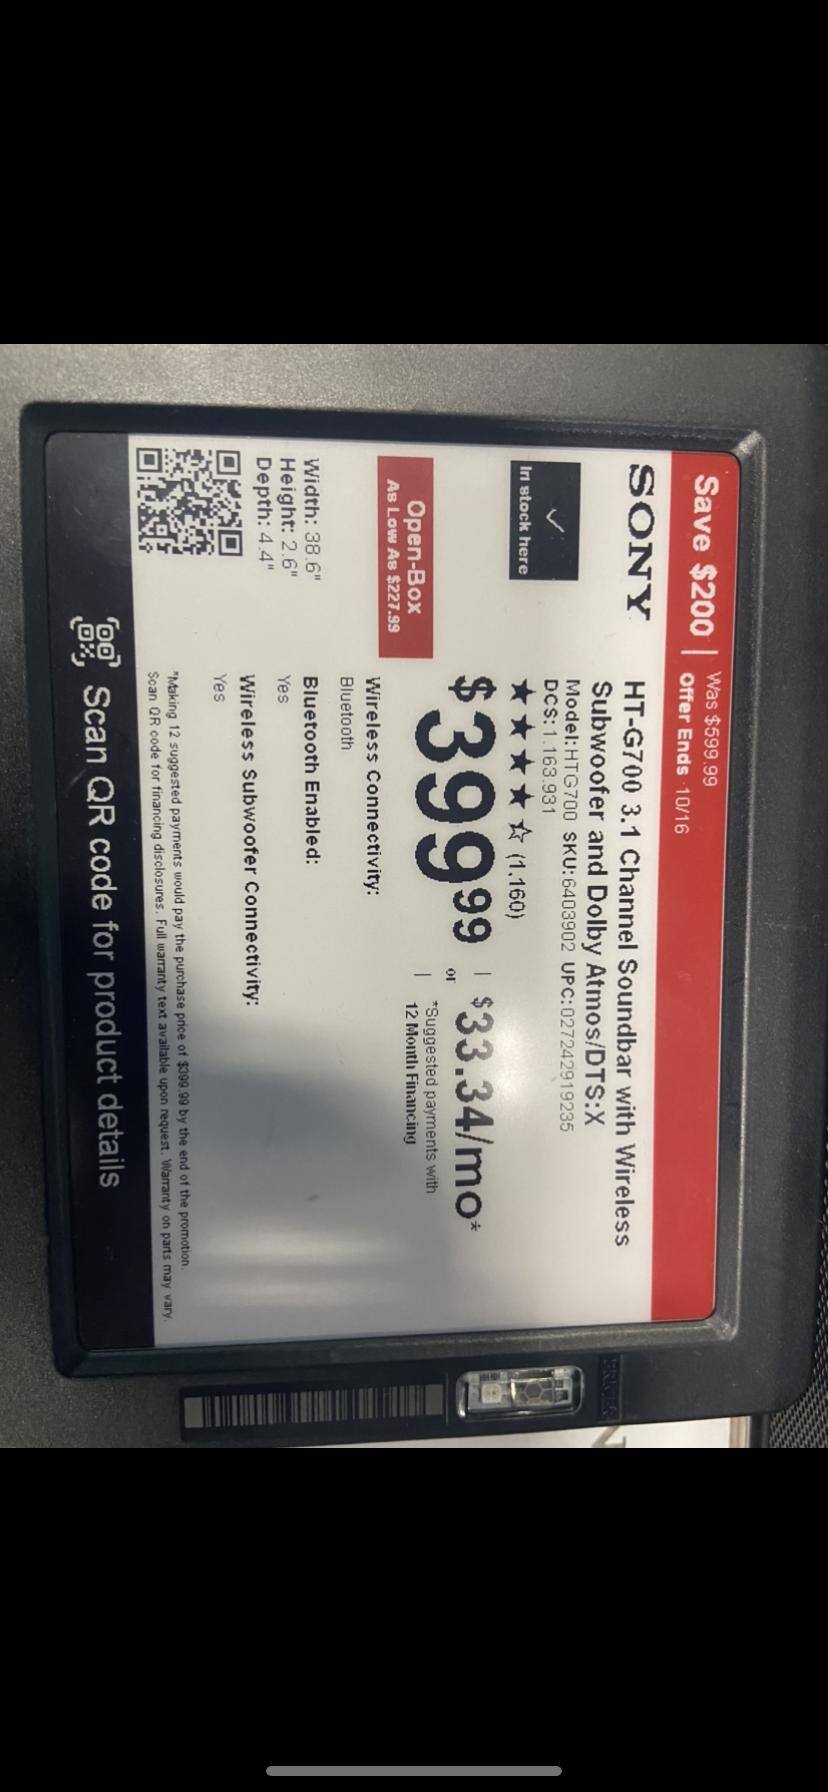 Save $200 | Was $599.99
Offer Ends 10/16
SONY
HT-G700 3.1 Channel Soundbar with Wireless
Subwoofer and Dolby Atmos/DTS:X
Model:HTG700 SKU:6403902 UPC:027242919235
DCS:1.163.931
✓
In stock here
★★★★☆ (1,160)
$399 99 | or | $33.34/mo*
*Suggested payments with
12 Month Financing
Open-Box
As Low As $227.99
Width: 38.6"
Height: 2.6"
Depth: 4.4"
Wireless Connectivity:
Bluetooth
Bluetooth Enabled:
Yes
Wireless Subwoofer Connectivity:
Yes
*Making 12 suggested payments would pay the purchase price of $399.99 by the end of the promotion.
Scan QR code for financing disclosures. Full warranty text available upon request. Warranty on parts may vary.
Scan QR code for product details